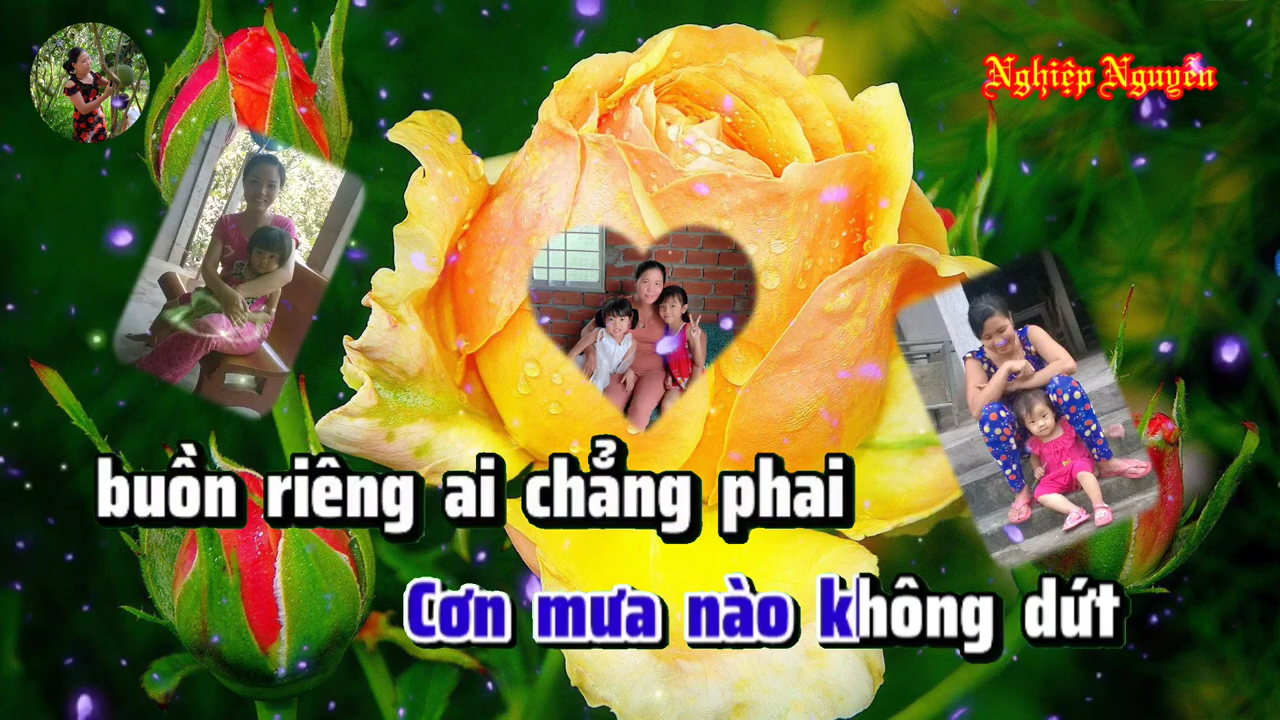 Nghiệp Nguyễn
buồn riêng ai chẳng phai
Cơn mưa nào không dứt